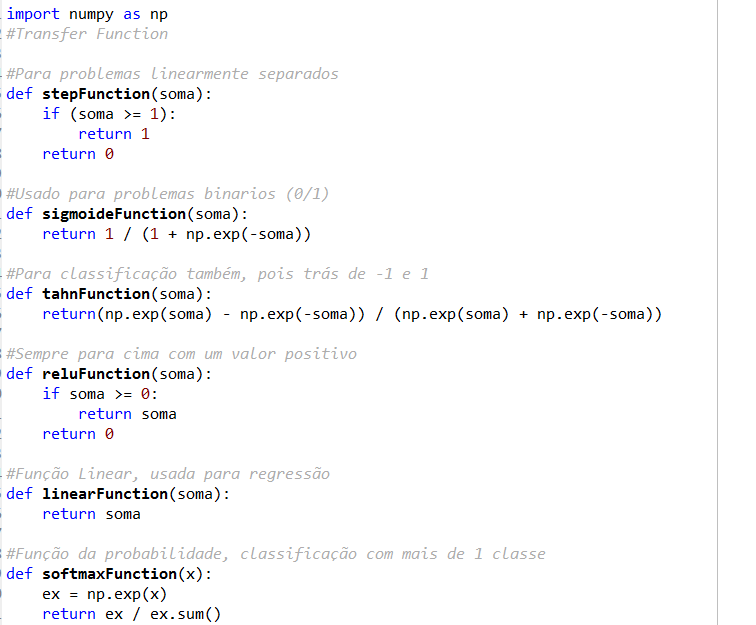 import numpy as np
#Transfer Function
#Para problemas linearmente separados
def stepFunction(soma):
    if (soma >= 1):
        return 1
    return 0
#Usado para problemas binarios (0/1)
def sigmoideFunction(soma):
    return 1 / (1 + np.exp(-soma))
#Para classificação também, pois trás de -1 e 1
def tahnFunction(soma):
    return(np.exp(soma) - np.exp(-soma)) / (np.exp(soma) + np.exp(-soma))
#Sempre para cima com um valor positivo
def reluFunction(soma):
    if soma >= 0:
        return soma
    return 0
#Função Linear, usada para regressão
def linearFunction(soma):
    return soma
#Função da probabilidade, classificação com mais de 1 classe
def softmaxFunction(x):
    ex = np.exp(x)
    return ex / ex.sum()